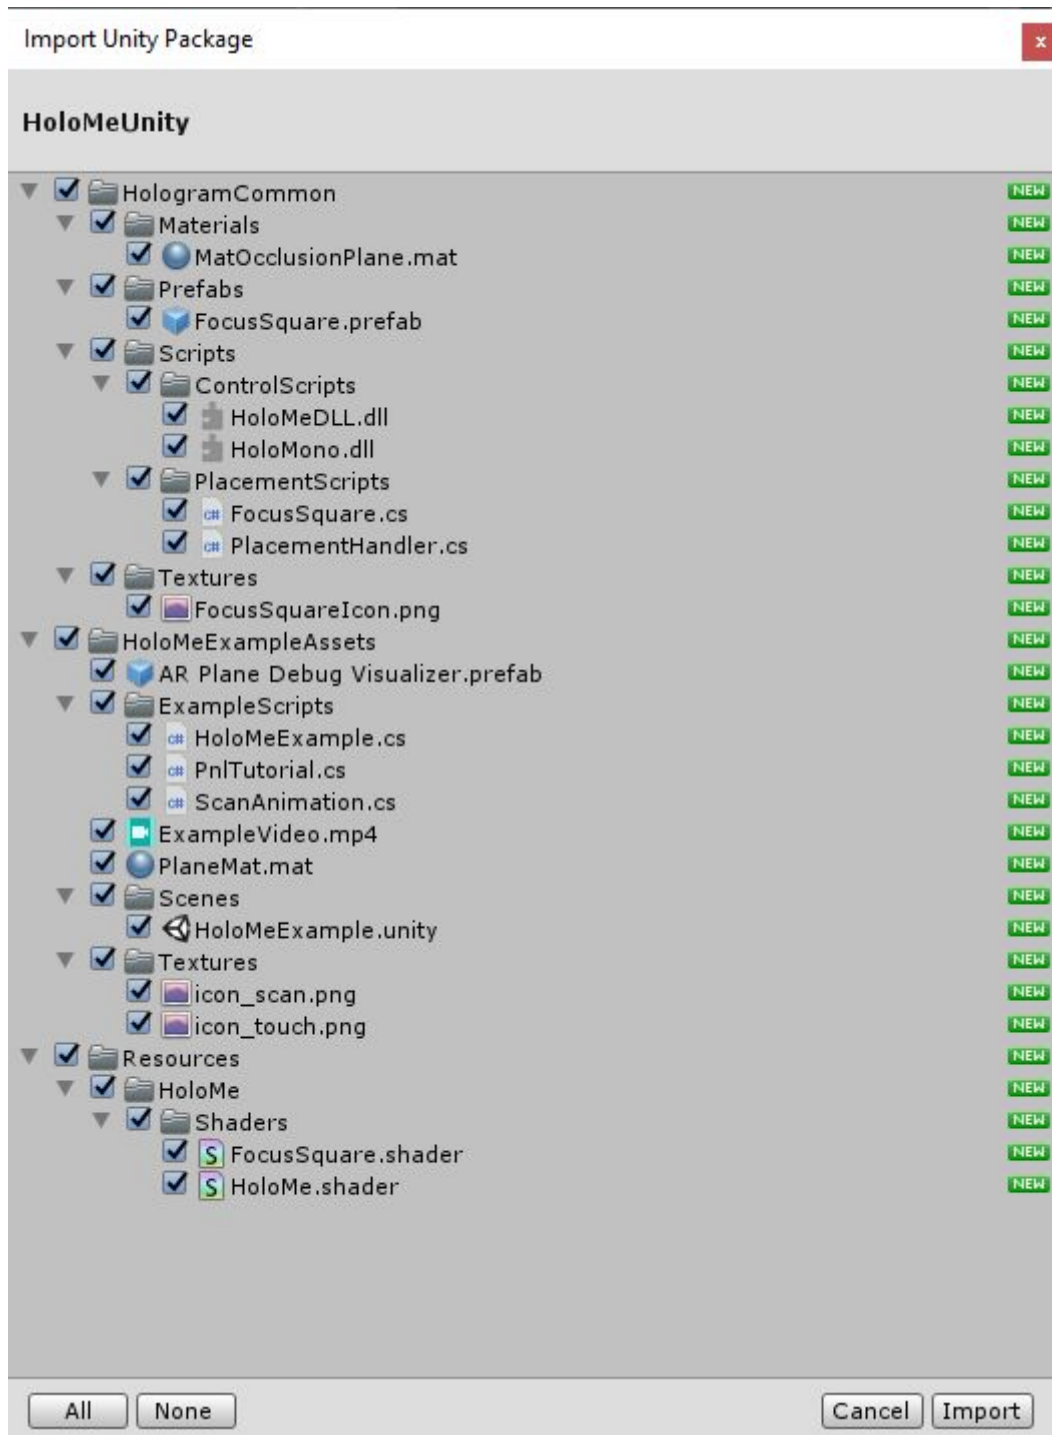 Import Unity Package
x
HoloMeUnity
HologramCommon NEW
Materials NEW
MatOcclusionPlane.mat NEW
Prefabs NEW
FocusSquare.prefab NEW
Scripts NEW
ControlScripts NEW
HoloMeDLL.dll NEW
HoloMono.dll NEW
PlacementScripts NEW
c# FocusSquare.cs NEW
c# PlacementHandler.cs NEW
Textures NEW
FocusSquareIcon.png NEW
HoloMeExampleAssets NEW
AR Plane Debug Visualizer.prefab NEW
ExampleScripts NEW
c# HoloMeExample.cs NEW
c# PnlTutorial.cs NEW
c# ScanAnimation.cs NEW
ExampleVideo.mp4 NEW
PlaneMat.mat NEW
Scenes NEW
HoloMeExample.unity NEW
Textures NEW
icon_scan.png NEW
icon_touch.png NEW
Resources NEW
HoloMe NEW
Shaders NEW
S FocusSquare.shader NEW
S HoloMe.shader NEW
All None Cancel Import